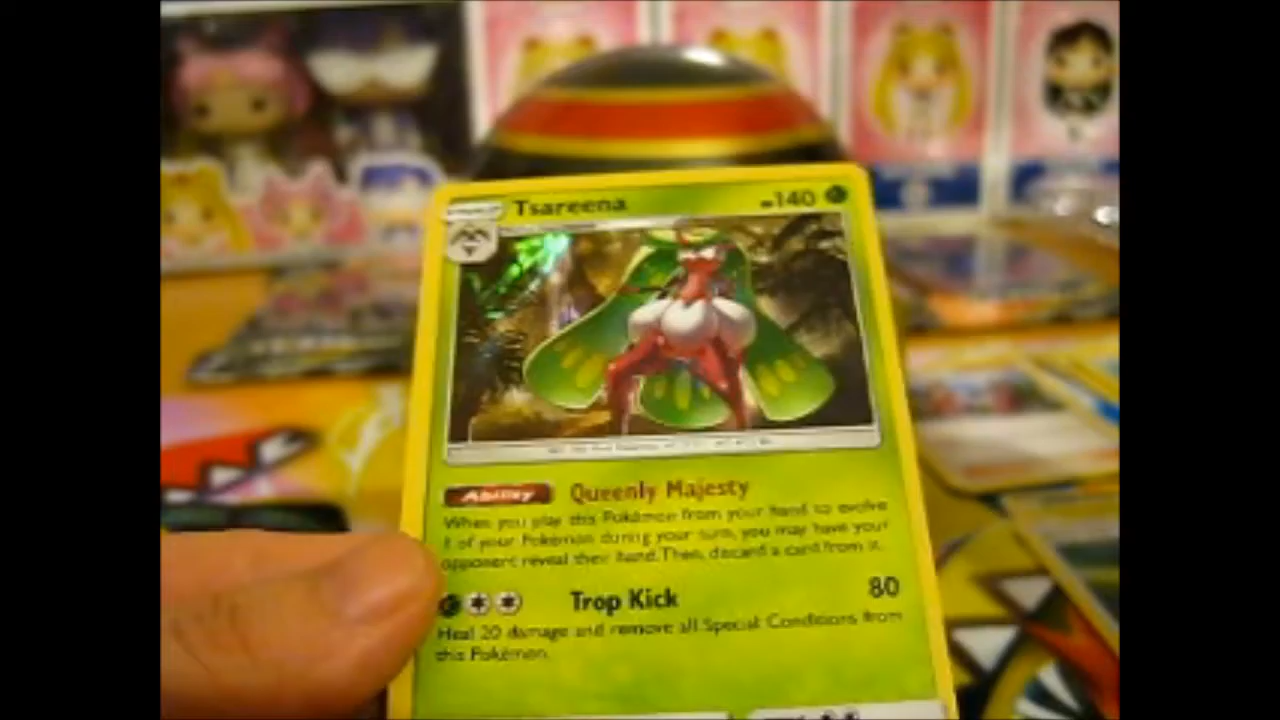 Tsareena
HP140
Ability Queenly Majesty
When you play this Pokémon from your hand to evolve
1 of your Pokémon during your turn, you may have your
opponent reveal their hand. Then, discard a card from it.
Trop Kick 80
Heal 20 damage and remove all Special Conditions from
this Pokémon.